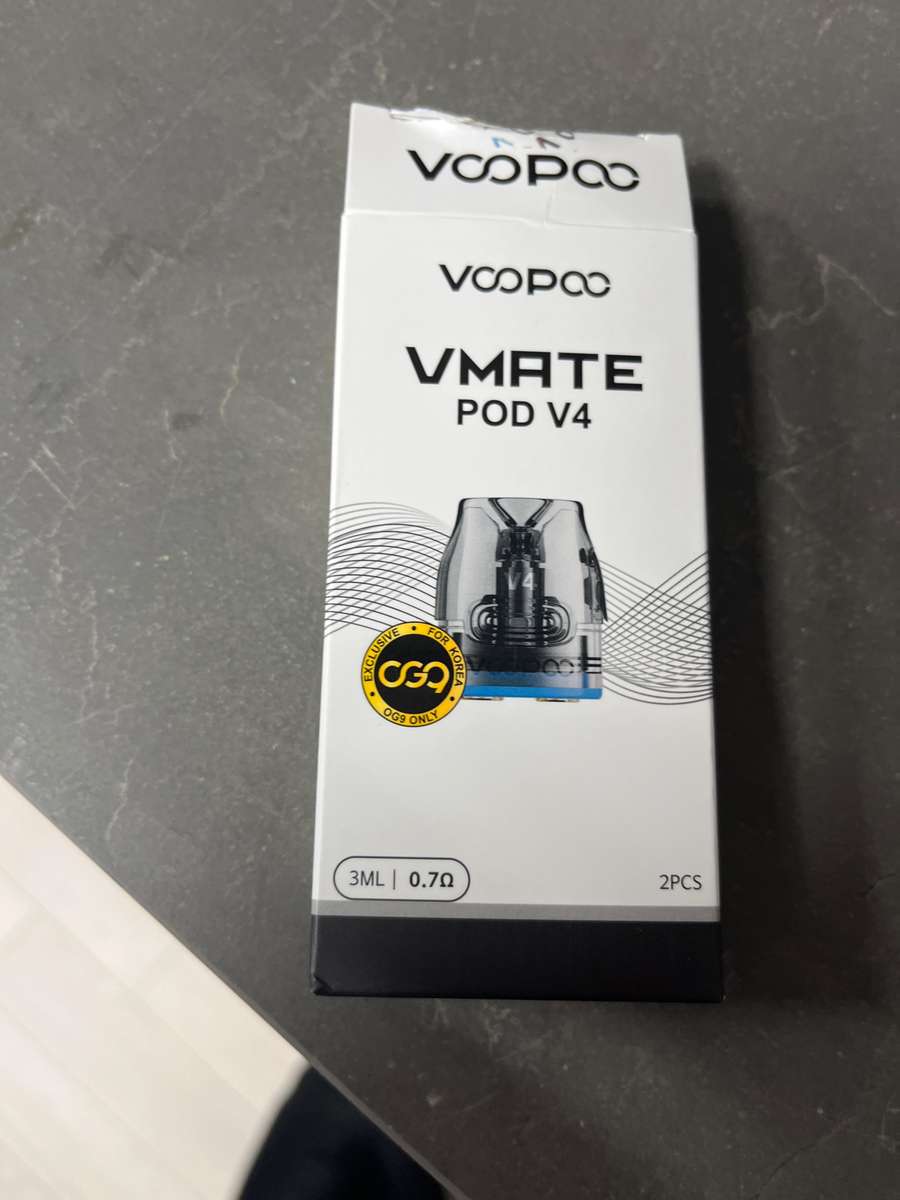 VOOPOO
VOOPOO
VMATE
POD V4
V4
VOOPOO
EXCLUSIVE • FOR KOREA
OG9
• OG9 ONLY •
3ML | 0.7Ω
2PCS